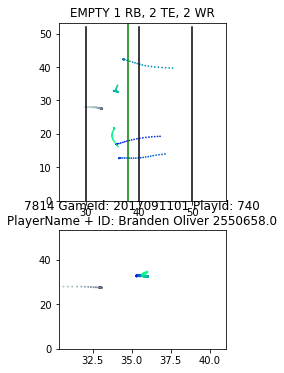 EMPTY 1 RB, 2 TE, 2 WR
50
40
30
20
10
0
30 40 50
7814 GameId: 2017091101 PlayId: 740
PlayerName + ID: Branden Oliver 2550658.0
40
20
0
32.5 35.0 37.5 40.0